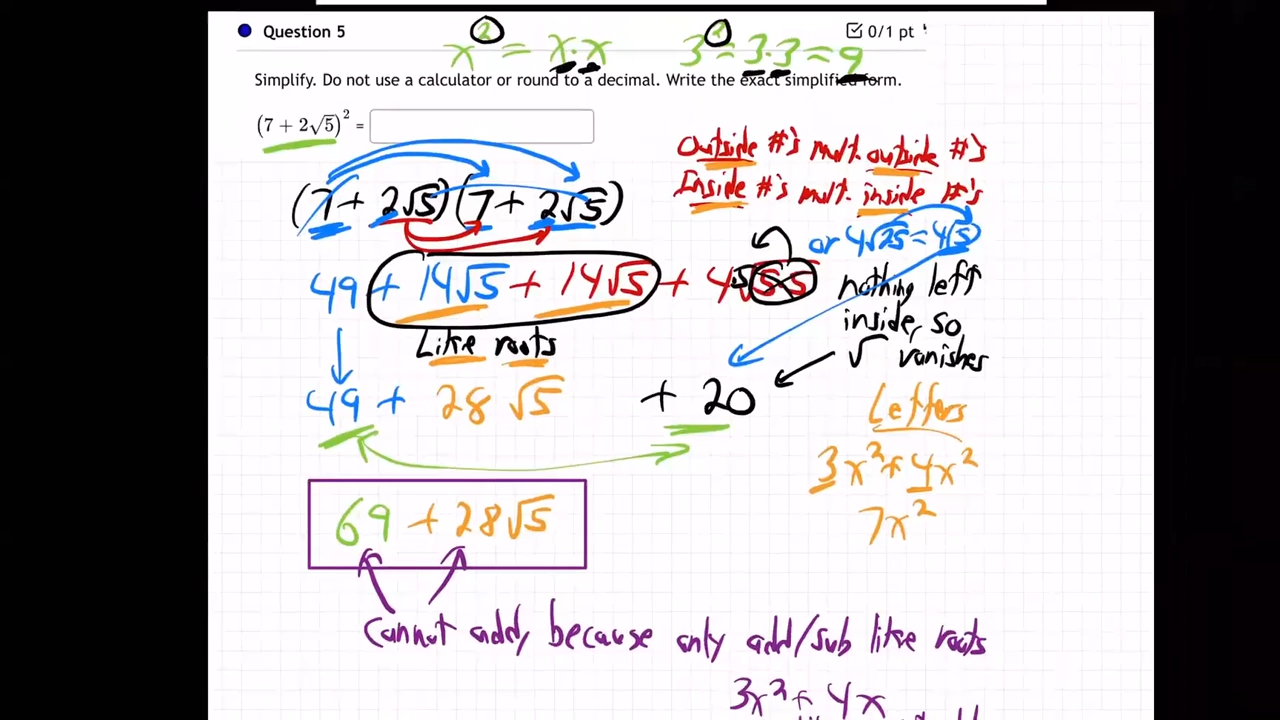 Question 5
0/1 pt
x² = x·x 3² = 3·3 = 9
Simplify. Do not use a calculator or round to a decimal. Write the exact simplified form.
(7 + 2√5)² =
Outside #'s mult. outside #'s
Inside #'s mult. inside #'s
(7 + 2√5)(7 + 2√5)
or 4√25 = 4(5)
49 + 14√5 + 14√5 + 4√5·5
5
nothing left
inside, so
√ vanishes
Like roots
49 + 28√5 + 20
Letters
3x² + 4x²
7x²
69 + 28√5
Cannot add, because only add/sub like roots
3x² + 4x